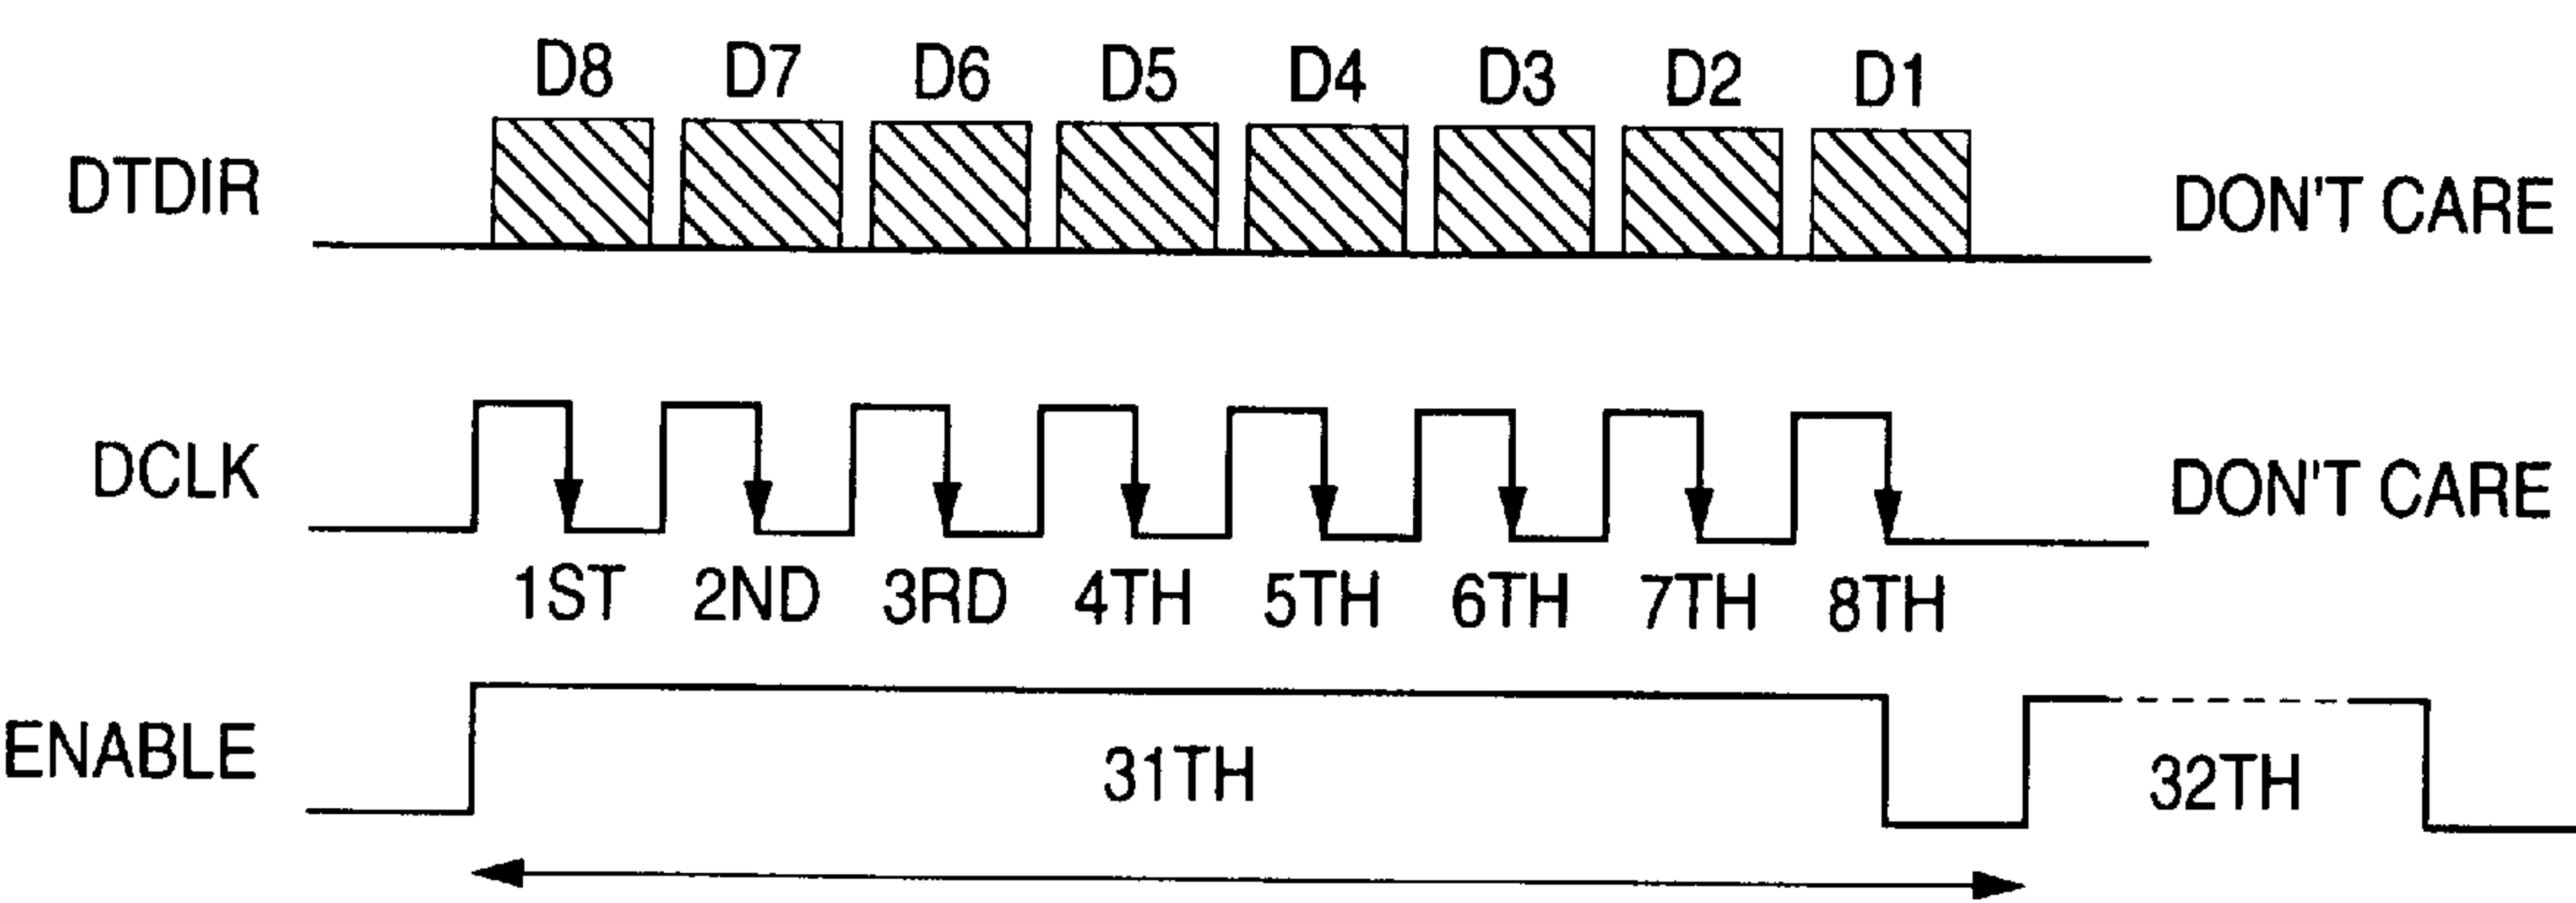 D8 D7 D6 D5 D4 D3 D2 D1
DTDIR DON'T CARE
DCLK DON'T CARE
1ST 2ND 3RD 4TH 5TH 6TH 7TH 8TH
ENABLE 31TH 32TH